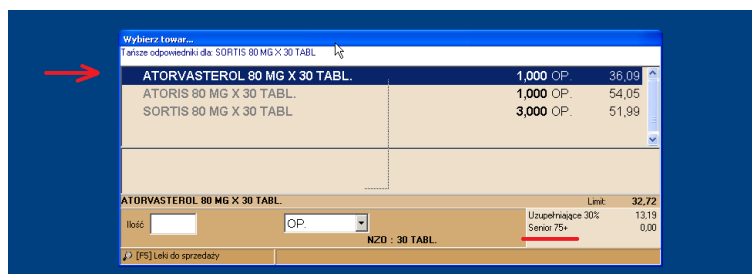 Wybierz towar...
Tańsze odpowiedniki dla: SORTIS 80 MG X 30 TABL
ATORVASTEROL 80 MG X 30 TABL. 1,000 OP. 36,09
ATORIS 80 MG X 30 TABL. 1,000 OP. 54,05
SORTIS 80 MG X 30 TABL 3,000 OP. 51,99
ATORVASTEROL 80 MG X 30 TABL. Limit: 32,72
Ilość OP. Uzupełniające 30% 13,19
Senior 75+ 0,00
NZO : 30 TABL.
[F5] Leki do sprzedaży